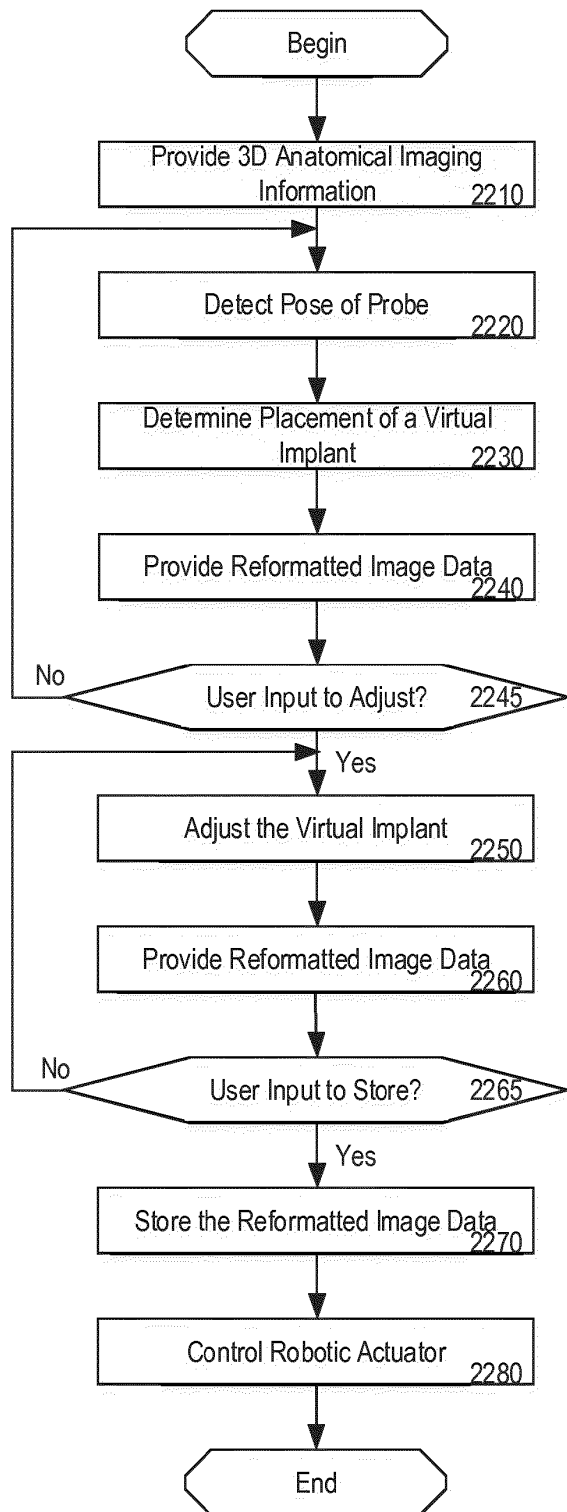 Begin
Provide 3D Anatomical Imaging
Information
2210
Detect Pose of Probe
2220
Determine Placement of a Virtual
Implant
2230
Provide Reformatted Image Data
2240
No
User Input to Adjust?
2245
Yes
Adjust the Virtual Implant
2250
Provide Reformatted Image Data
2260
No
User Input to Store?
2265
Yes
Store the Reformatted Image Data
2270
Control Robotic Actuator
2280
End